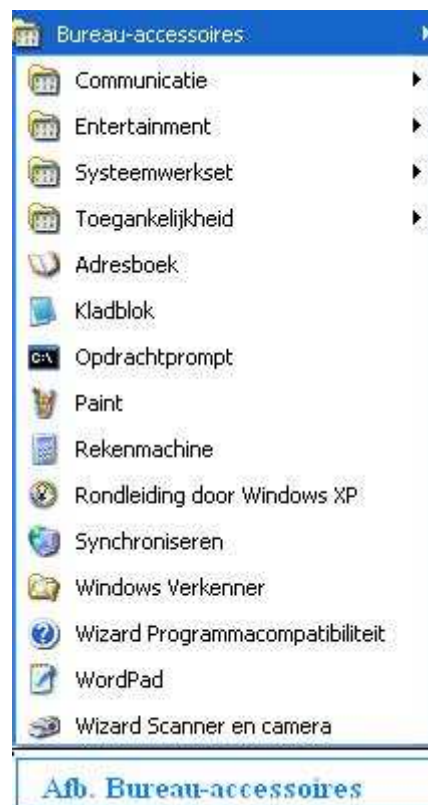 Bureau-accessoires
Communicatie
Entertainment
Systeemwerkset
Toegankelijkheid
Adresboek
Kladblok
C:\ Opdrachtprompt
Paint
Rekenmachine
Rondleiding door Windows XP
Synchroniseren
Windows Verkenner
Wizard Programmacompatibiliteit
WordPad
Wizard Scanner en camera
Afb. Bureau-accessoires